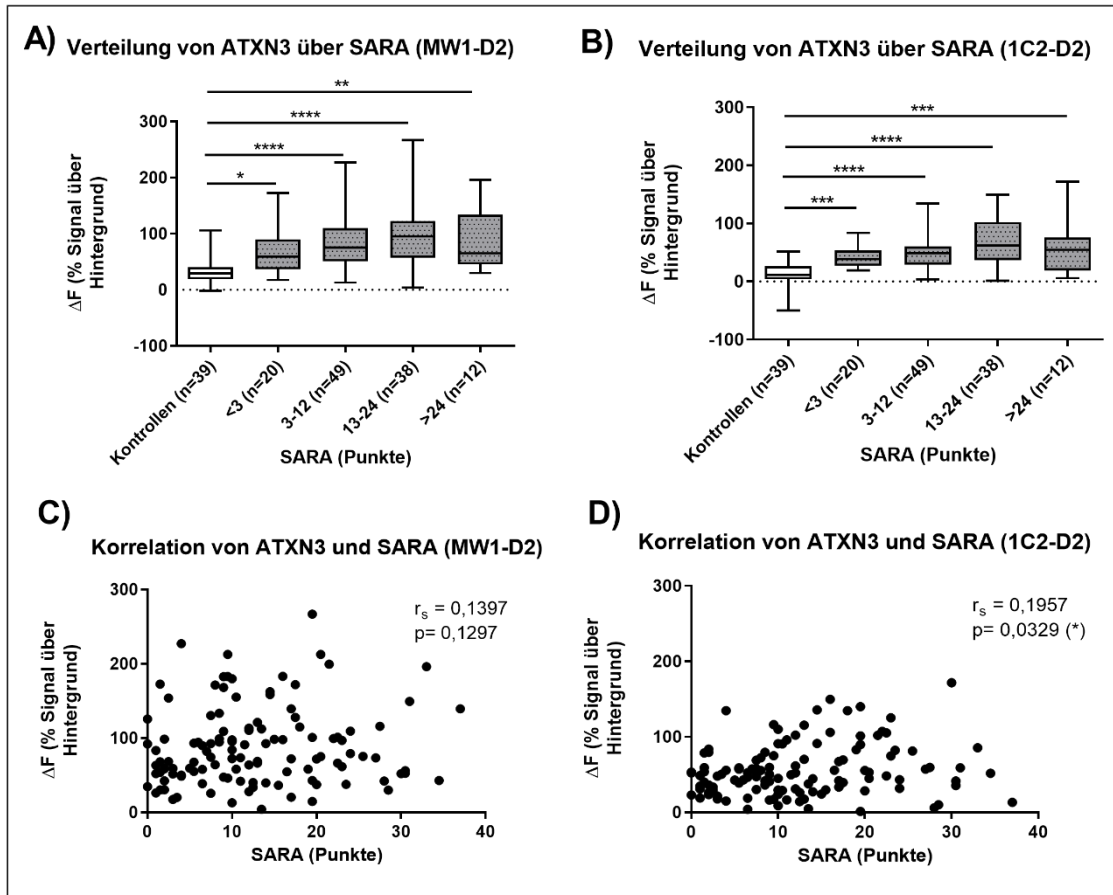 A)
Verteilung von ATXN3 über SARA (MW1-D2)
**
****
****
*
ΔF (% Signal über
Hintergrund)
300
200
100
0
-100
Kontrollen (n=39)
<3 (n=20)
3-12 (n=49)
13-24 (n=38)
>24 (n=12)
SARA (Punkte)
B)
Verteilung von ATXN3 über SARA (1C2-D2)
***
****
****
***
ΔF (% Signal über
Hintergrund)
300
200
100
0
-100
Kontrollen (n=39)
<3 (n=20)
3-12 (n=49)
13-24 (n=38)
>24 (n=12)
SARA (Punkte)
C)
Korrelation von ATXN3 und SARA (MW1-D2)
rs = 0,1397
p= 0,1297
ΔF (% Signal über
Hintergrund)
300
200
100
0
0 10 20 30 40
SARA (Punkte)
D)
Korrelation von ATXN3 und SARA (1C2-D2)
rs = 0,1957
p= 0,0329 (*)
ΔF (% Signal über
Hintergrund)
300
200
100
0
0 10 20 30 40
SARA (Punkte)